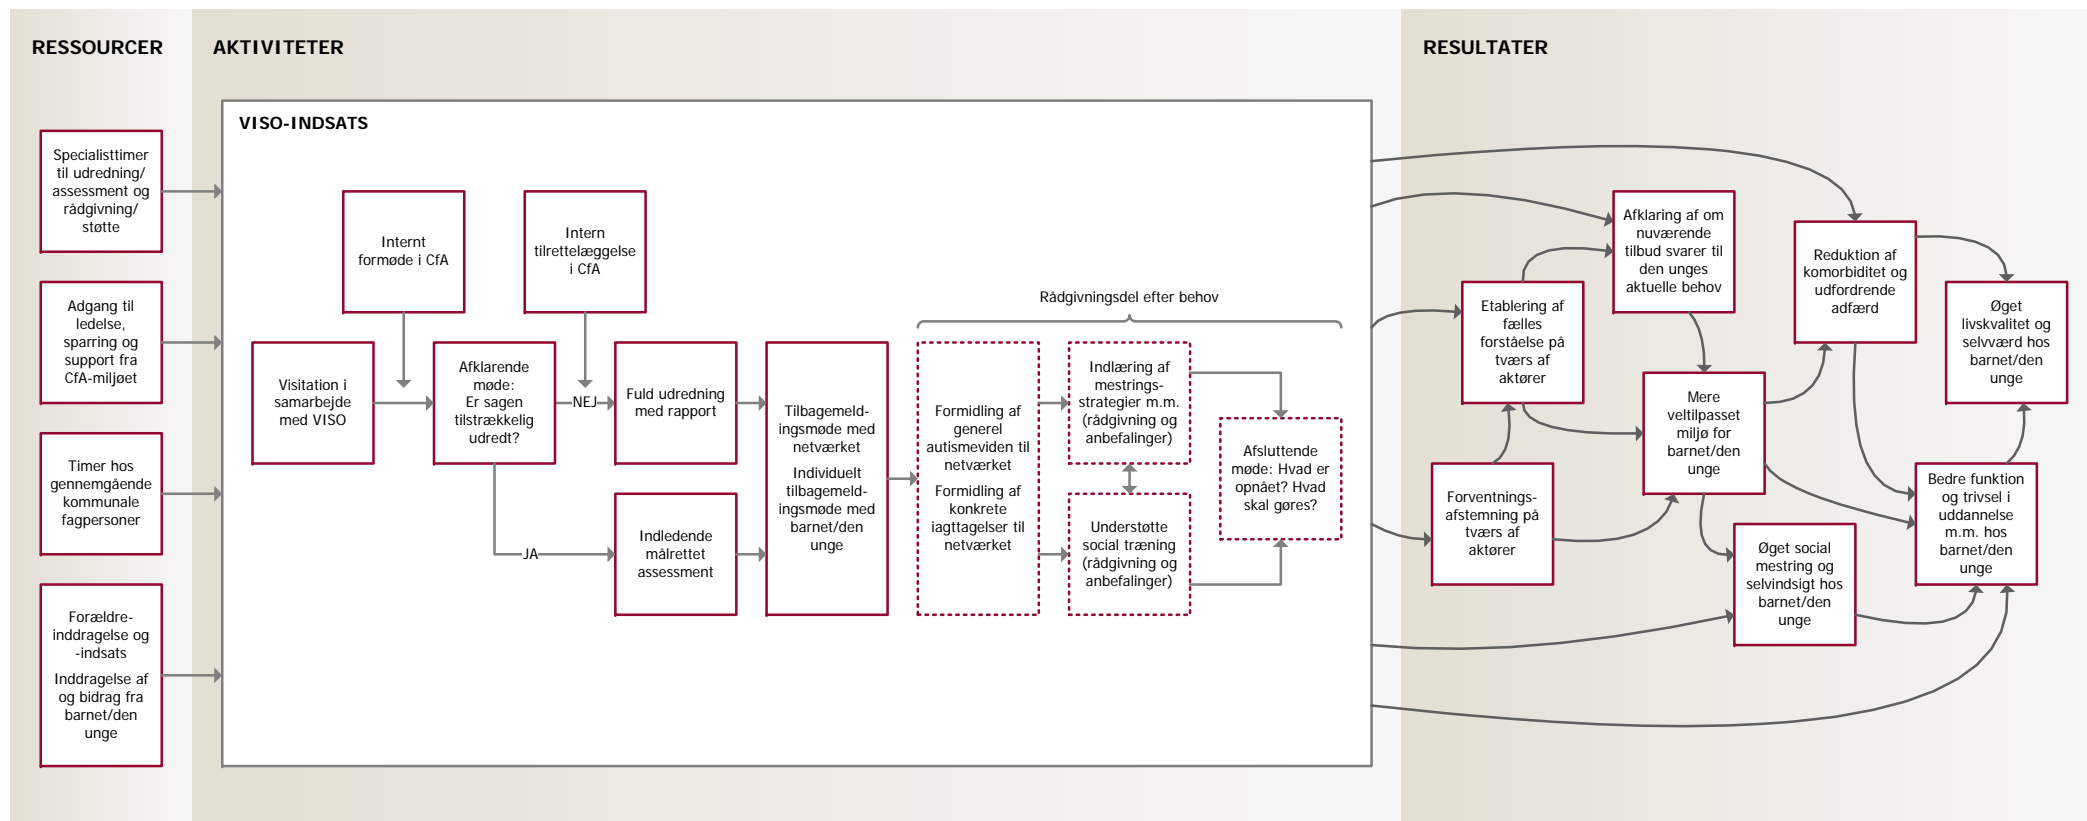 RESSOURCER
Specialisttimer
til udredning/
assessment og
rådgivning/
støtte
Adgang til
ledelse,
sparring og
support fra
CfA-miljøet
Timer hos
gennemgående
kommunale
fagpersoner
Forældre-
inddragelse og
-indsats
Inddragelse af
og bidrag fra
barnet/den
unge
AKTIVITETER
VISO-INDSATS
Internt
formøde i CfA
Intern
tilrettelæggelse
i CfA
Visitation i
samarbejde
med VISO
Afklarende
møde:
Er sagen
tilstrækkelig
udredt?
NEJ
JA
Fuld udredning
med rapport
Indledende
målrettet
assessment
Tilbagemeld-
ingsmøde med
netværket
Individuelt
tilbagemeld-
ingsmøde med
barnet/den
unge
Rådgivningsdel efter behov
Formidling af
generel
autismeviden til
netværket
Formidling af
konkrete
iagttagelser til
netværket
Indlæring af
mestrings-
strategier m.m.
(rådgivning og
anbefalinger)
Understøtte
social træning
(rådgivning og
anbefalinger)
Afsluttende
møde: Hvad er
opnået? Hvad
skal gøres?
RESULTATER
Etablering af
fælles
forståelse på
tværs af
aktører
Forventnings-
afstemning på
tværs af
aktører
Afklaring af om
nuværende
tilbud svarer til
den unges
aktuelle behov
Mere
veltilpasset
miljø for
barnet/den
unge
Reduktion af
komorbiditet og
udfordrende
adfærd
Øget social
mestring og
selvindsigt hos
barnet/den
unge
Øget
livskvalitet og
selvværd hos
barnet/den
unge
Bedre funktion
og trivsel i
uddannelse
m.m. hos
barnet/den
unge